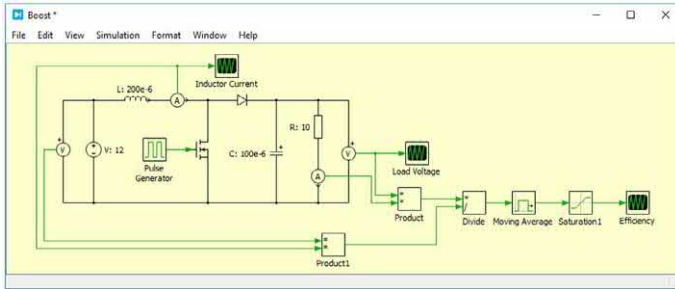 Boost *
File Edit View Simulation Format Window Help
Inductor Current
L: 200e-6
A
V
V: 12
Pulse
Generator
C: 100e-6
R: 10
V
Load Voltage
A
Product
Divide
Moving Average
Saturation1
Efficiency
Product1